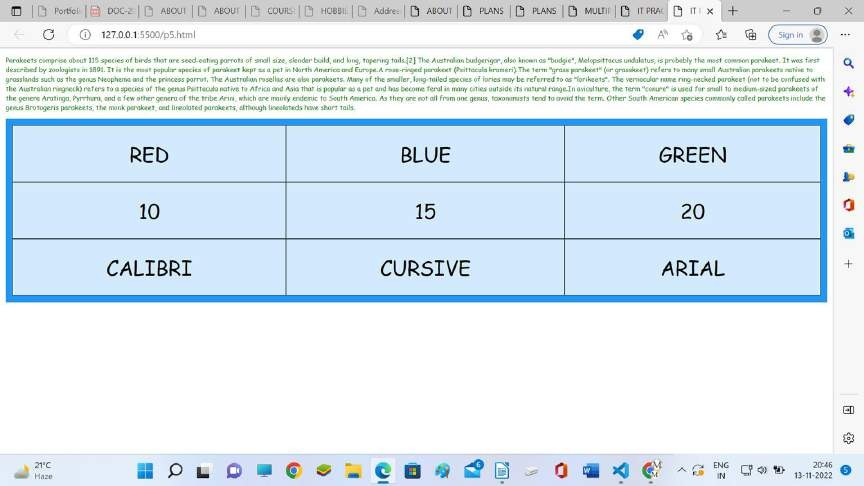 Portfolio
DOC-2
ABOUT
ABOUT
COURS
HOBBI
Addre
ABOUT
PLANS
PLANS
MULTI
IT PRA
IT
127.0.0.1:5500/p5.html
Sign in
Parakeets comprise about 115 species of birds that are seed-eating parrots of small size, slender build, and long, tapering tails.[2] The Australian budgerigar, also known as "budgie", Melopsittacus undulatus, is probably the most common parakeet. It was first
described by zoologists in 1891. It is the most popular species of parakeet kept as a pet in North America and Europe.A rose-ringed parakeet (Psittacula krameri).The term "grass parakeet" (or grasskeet) refers to many small Australian parakeets native to
grasslands such as the genus Neophema and the princess parrot. The Australian rosellas are also parakeets. Many of the smaller, long-tailed species of lories may be referred to as "lorikeets". The vernacular name ring-necked parakeet (not to be confused with
the Australian ringneck) refers to a species of the genus Psittacula native to Africa and Asia that is popular as a pet and has become feral in many cities outside its natural range.In aviculture, the term "conure" is used for small to medium-sized parakeets of
the genera Aratinga, Pyrrhura, and a few other genera of the tribe Arini, which are mainly endemic to South America. As they are not all from one genus, taxonomists tend to avoid the term. Other South American species commonly called parakeets include the
genus Brotogeris parakeets, the monk parakeet, and lineolated parakeets, although lineolateds have short tails.
RED BLUE GREEN
10 15 20
CALIBRI CURSIVE ARIAL
21°C
Haze
6
ENG
IN
20:46
13-11-2022
5